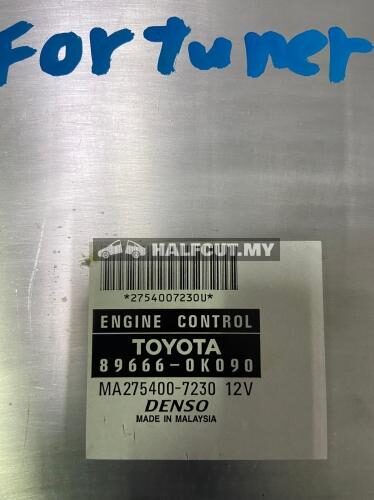 Fortuner
HALFCUT.MY
*2754007230U*
ENGINE CONTROL
TOYOTA
89666-0K090
MA275400-7230 12V
DENSO
MADE IN MALAYSIA